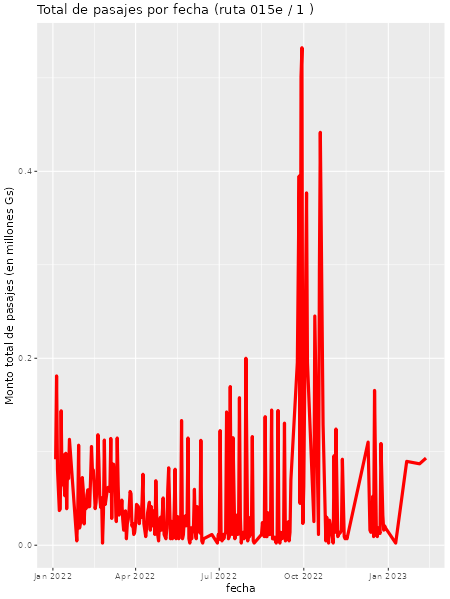 Total de pasajes por fecha (ruta 015e / 1 )
Monto total de pasajes (en millones Gs)
0.4
0.2
0.0
Jan 2022 Apr 2022 Jul 2022 Oct 2022 Jan 2023
fecha